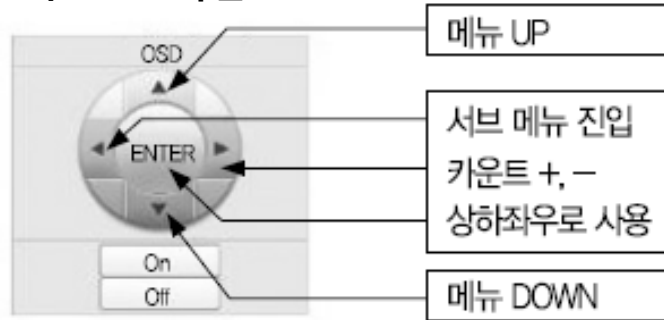 OSD
ENTER
On
Off
메뉴 UP
서브 메뉴 진입
카운트 +, −
상하좌우로 사용
메뉴 DOWN